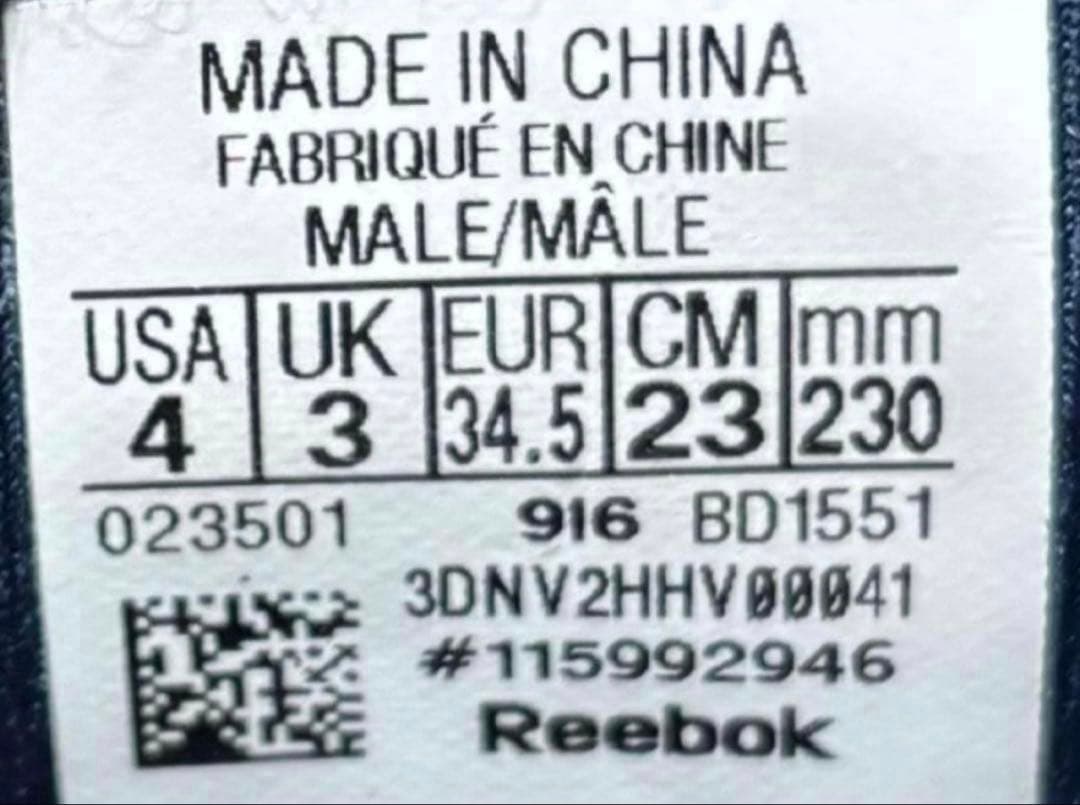 MADE IN CHINA
FABRIQUÉ EN CHINE
MALE/MÂLE
USA UK EUR CM mm
4 3 34.5 23 230
023501 916 BD1551
3DNV2HHV00041
#115992946
Reebok